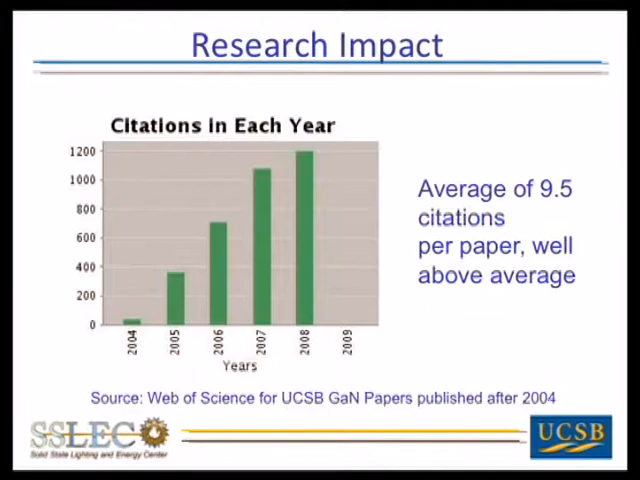 Research Impact
Citations in Each Year
1200
1000
800
600
400
200
0
2004
2005
2006
2007
2008
2009
Years
Average of 9.5
citations
per paper, well
above average
Source: Web of Science for UCSB GaN Papers published after 2004
SSLEC
Solid State Lighting and Energy Center
UCSB